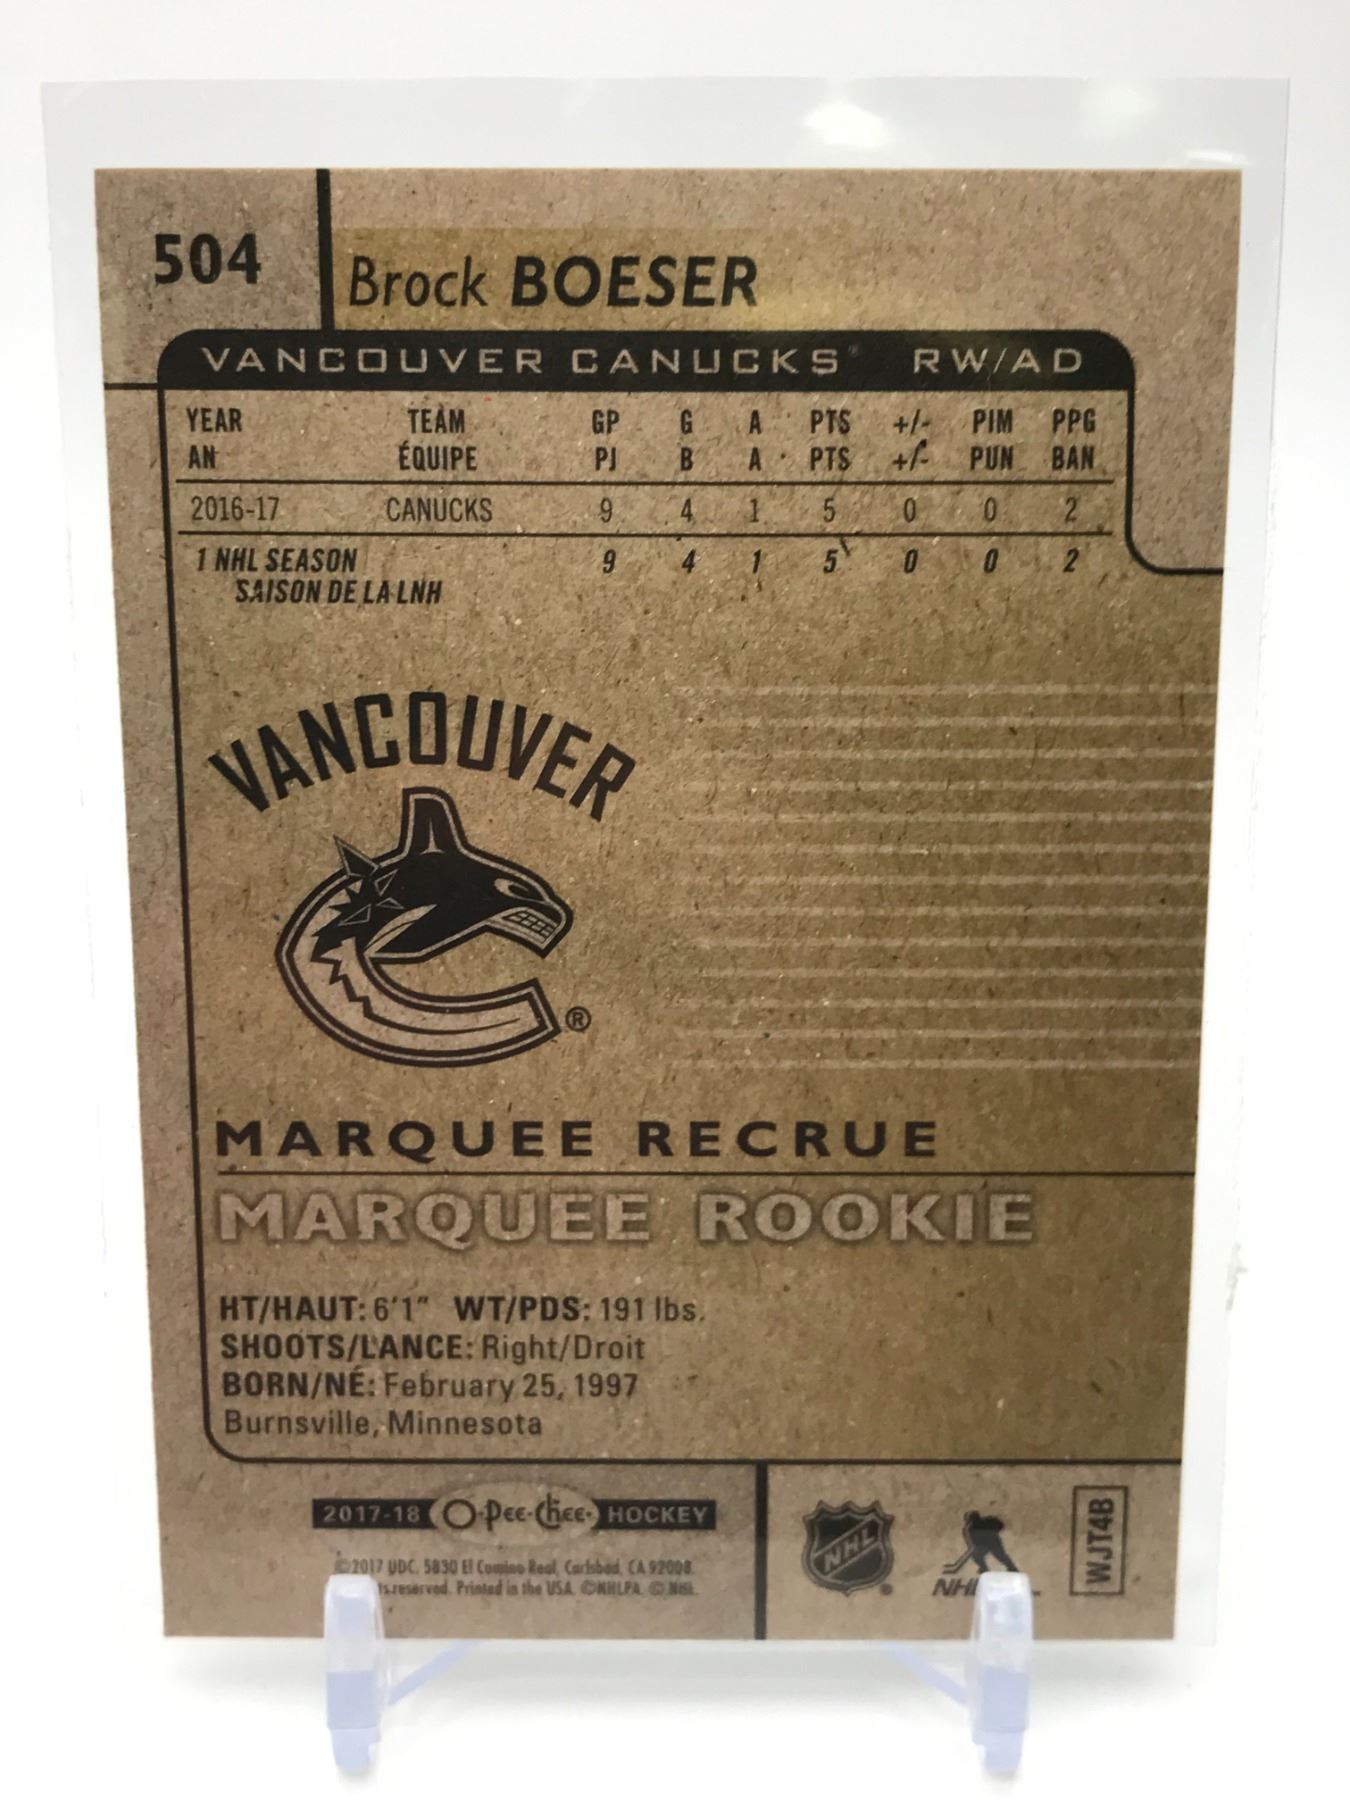 504
Brock BOESER
VANCOUVER CANUCKS® RW/AD
YEAR TEAM GP G A PTS +/- PIM PPG
AN ÉQUIPE PJ B A PTS +/- PUN BAN
2016-17 CANUCKS 9 4 1 5 0 0 2
1 NHL SEASON 9 4 1 5 0 0 2
SAISON DE LA LNH
VANCOUVER
®
MARQUEE RECRUE
MARQUEE ROOKIE
HT/HAUT: 6'1" WT/PDS: 191 lbs.
SHOOTS/LANCE: Right/Droit
BORN/NÉ: February 25, 1997
Burnsville, Minnesota
2017-18 O-Pee-Chee HOCKEY
©2017 UDC. 5830 El Camino Real, Carlsbad, CA 92008.
reserved. Printed in the USA. ©NHLPA. © NHL.
NHL
WJT4B